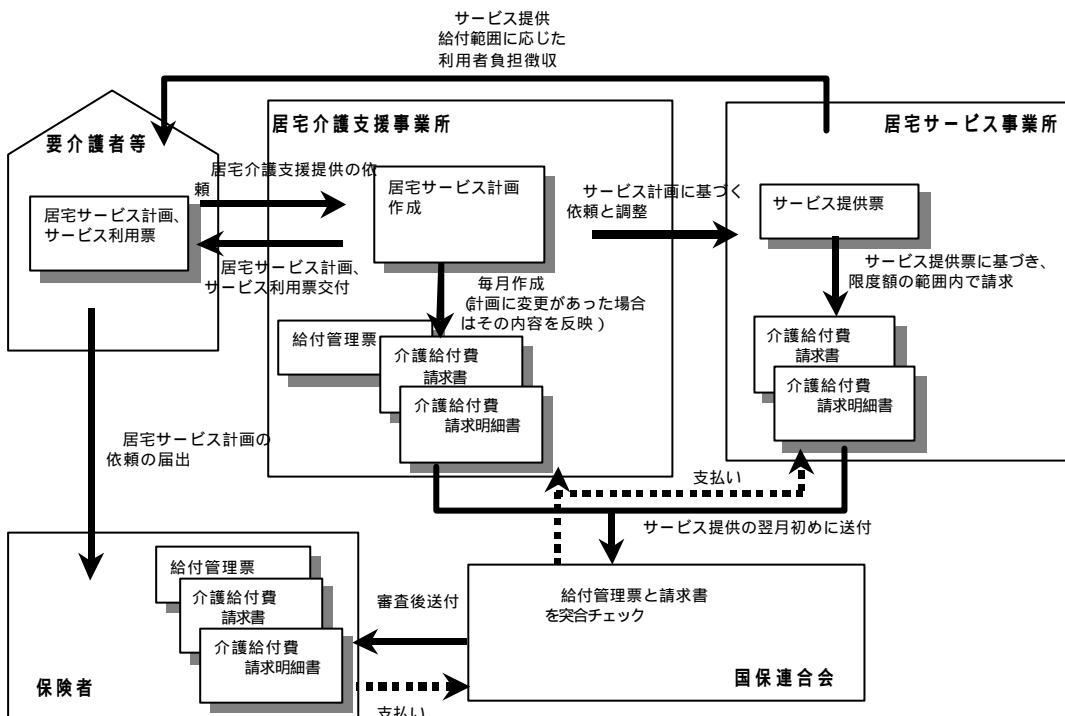 サービス提供
給付範囲に応じた
利用者負担徴収
要介護者等
居宅サービス計画、
サービス利用票
居宅介護支援提供の依
頼
居宅サービス計画、
サービス利用票交付
居宅介護支援事業所
居宅サービス計画
作成
毎月作成
(計画に変更があった場合
はその内容を反映)
給付管理票
介護給付費
請求書
介護給付費
請求明細書
サービス計画に基づく
依頼と調整
居宅サービス事業所
サービス提供票
サービス提供票に基づき、
限度額の範囲内で請求
介護給付費
請求書
介護給付費
請求明細書
居宅サービス計画の
依頼の届出
支払い
サービス提供の翌月初めに送付
給付管理票
介護給付費
請求書
介護給付費
請求明細書
保険者
審査後送付
支払い
給付管理票と請求書
を突合チェック
国保連合会